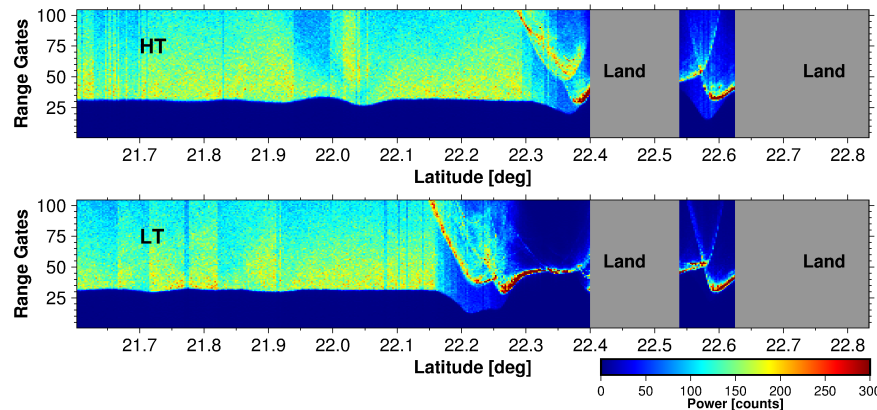 100
75
50
25
Range Gates
HT
Land
Land
21.7 21.8 21.9 22.0 22.1 22.2 22.3 22.4 22.5 22.6 22.7 22.8
Latitude [deg]
100
75
50
25
Range Gates
LT
Land
Land
21.7 21.8 21.9 22.0 22.1 22.2 22.3 22.4 22.5 22.6 22.7 22.8
Latitude [deg]
0 50 100 150 200 250 300
Power [counts]